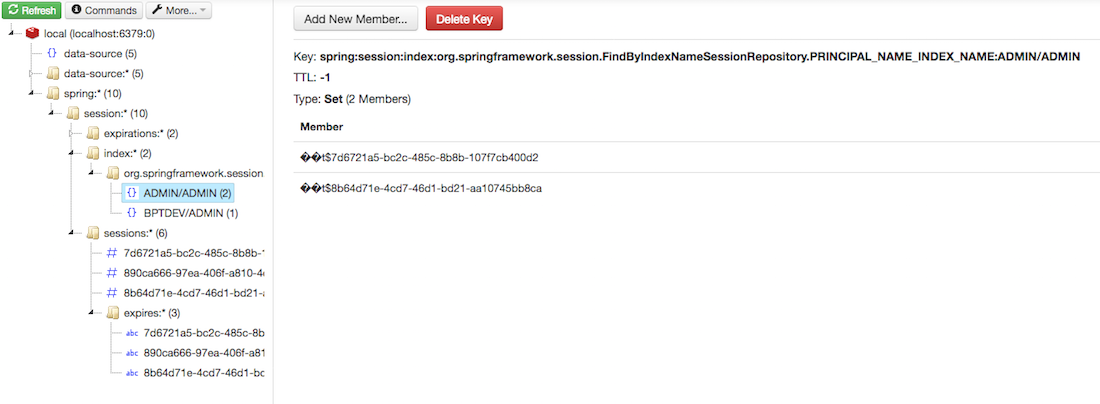 Refresh Commands More...
local (localhost:6379:0)
{} data-source (5)
data-source:* (5)
spring:* (10)
session:* (10)
expirations:* (2)
index:* (2)
org.springframework.session
{} ADMIN/ADMIN (2)
{} BPTDEV/ADMIN (1)
sessions:* (6)
# 7d6721a5-bc2c-485c-8b8b-1
# 890ca666-97ea-406f-a810-4
# 8b64d71e-4cd7-46d1-bd21-a
expires:* (3)
abc 7d6721a5-bc2c-485c-8b
abc 890ca666-97ea-406f-a81
abc 8b64d71e-4cd7-46d1-bd
Add New Member... Delete Key
Key: spring:session:index:org.springframework.session.FindByIndexNameSessionRepository.PRINCIPAL_NAME_INDEX_NAME:ADMIN/ADMIN
TTL: -1
Type: Set (2 Members)
Member
��t$7d6721a5-bc2c-485c-8b8b-107f7cb400d2
��t$8b64d71e-4cd7-46d1-bd21-aa10745bb8ca